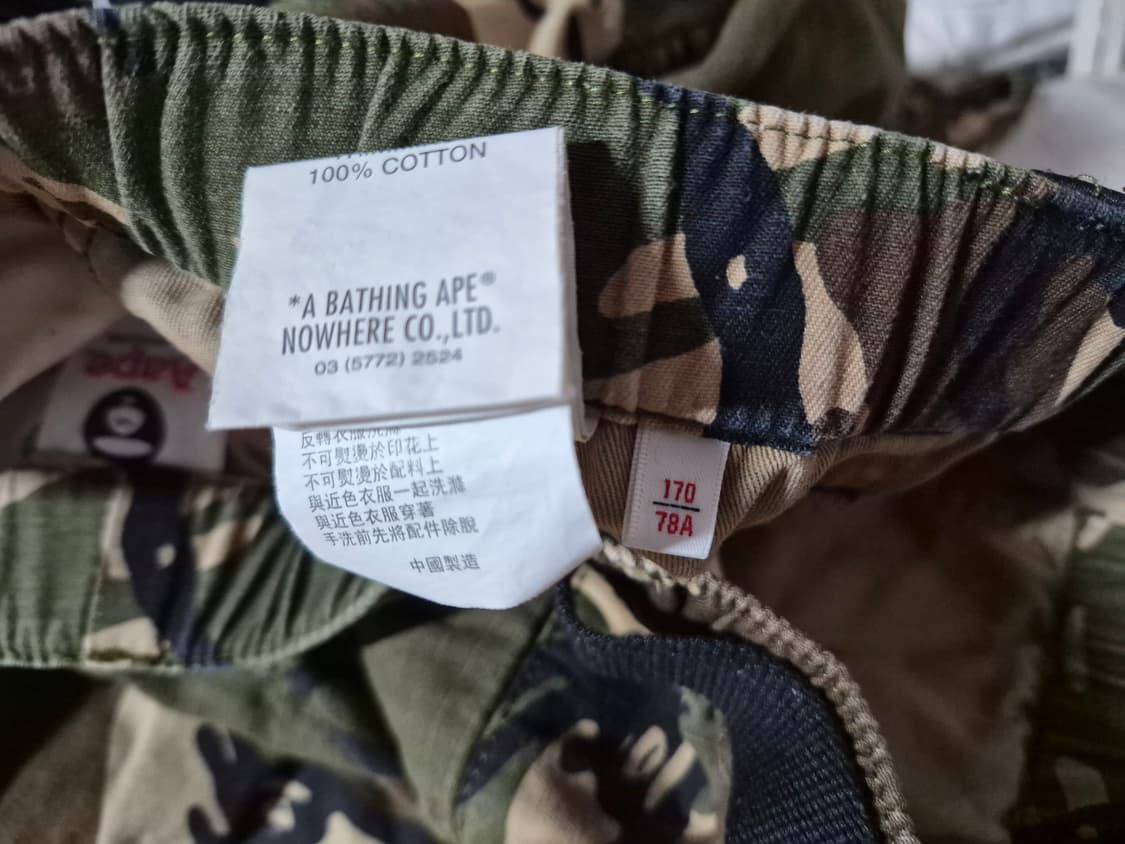 100% COTTON
*A BATHING APE®
NOWHERE CO.,LTD.
03 (5772) 2524
Aape
反轉衣服洗滌
不可熨燙於印花上
不可熨燙於配料上
與近色衣服一起洗滌
與近色衣服穿著
手洗前先將配件除脫
中國製造
170
78A